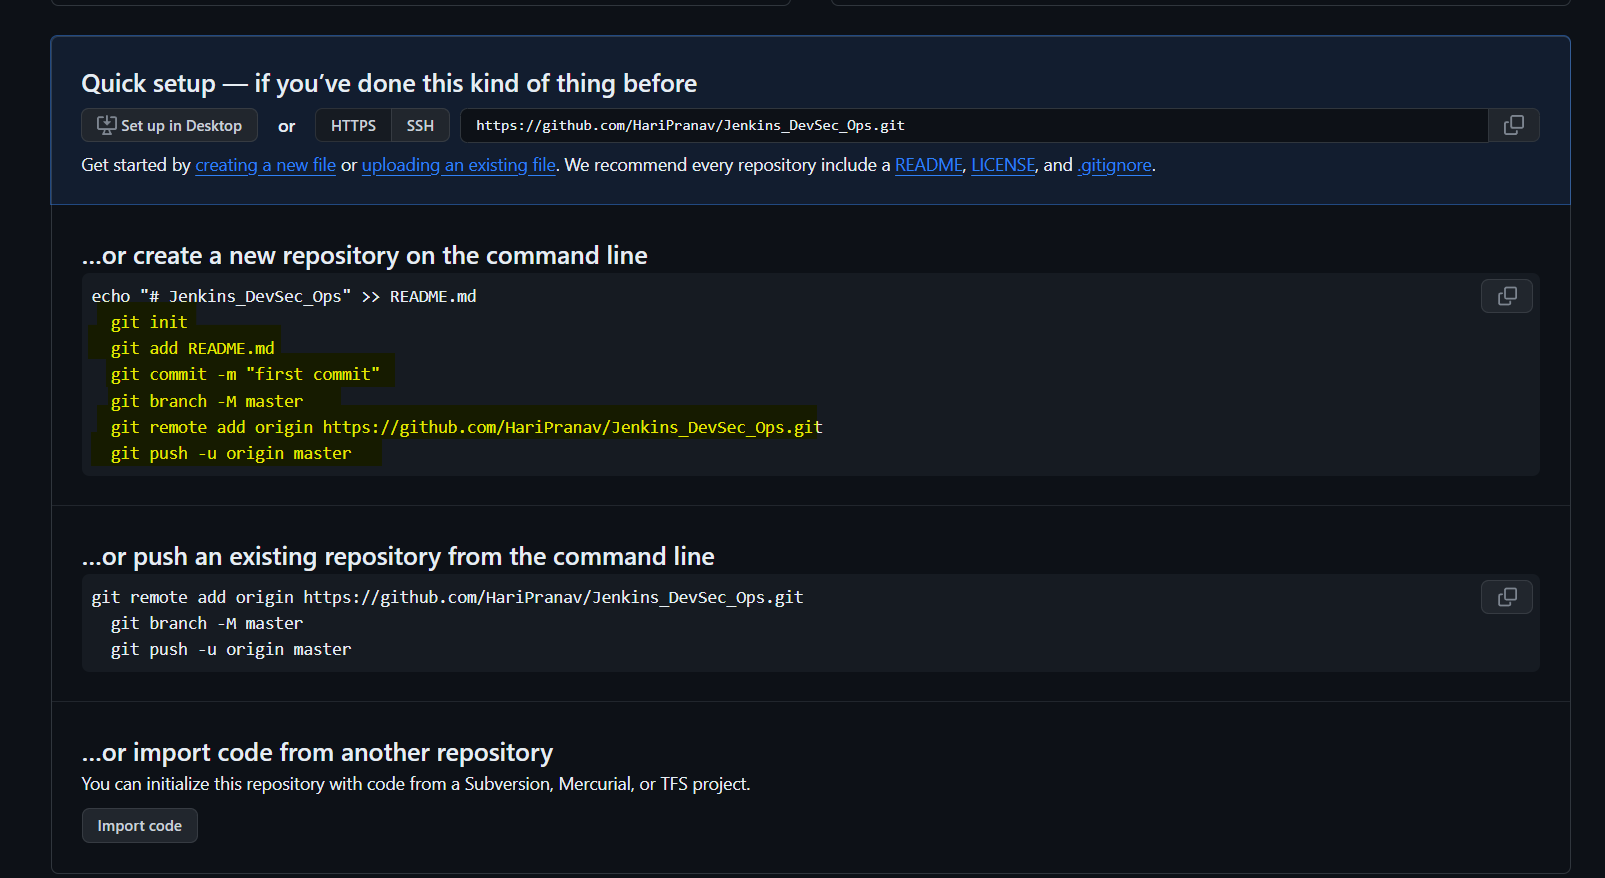 Quick setup — if you’ve done this kind of thing before
Set up in Desktop or HTTPS SSH https://github.com/HariPranav/Jenkins_DevSec_Ops.git
Get started by creating a new file or uploading an existing file. We recommend every repository include a README, LICENSE, and .gitignore.
…or create a new repository on the command line
echo "# Jenkins_DevSec_Ops" >> README.md
git init
git add README.md
git commit -m "first commit"
git branch -M master
git remote add origin https://github.com/HariPranav/Jenkins_DevSec_Ops.git
git push -u origin master
…or push an existing repository from the command line
git remote add origin https://github.com/HariPranav/Jenkins_DevSec_Ops.git
git branch -M master
git push -u origin master
…or import code from another repository
You can initialize this repository with code from a Subversion, Mercurial, or TFS project.
Import code